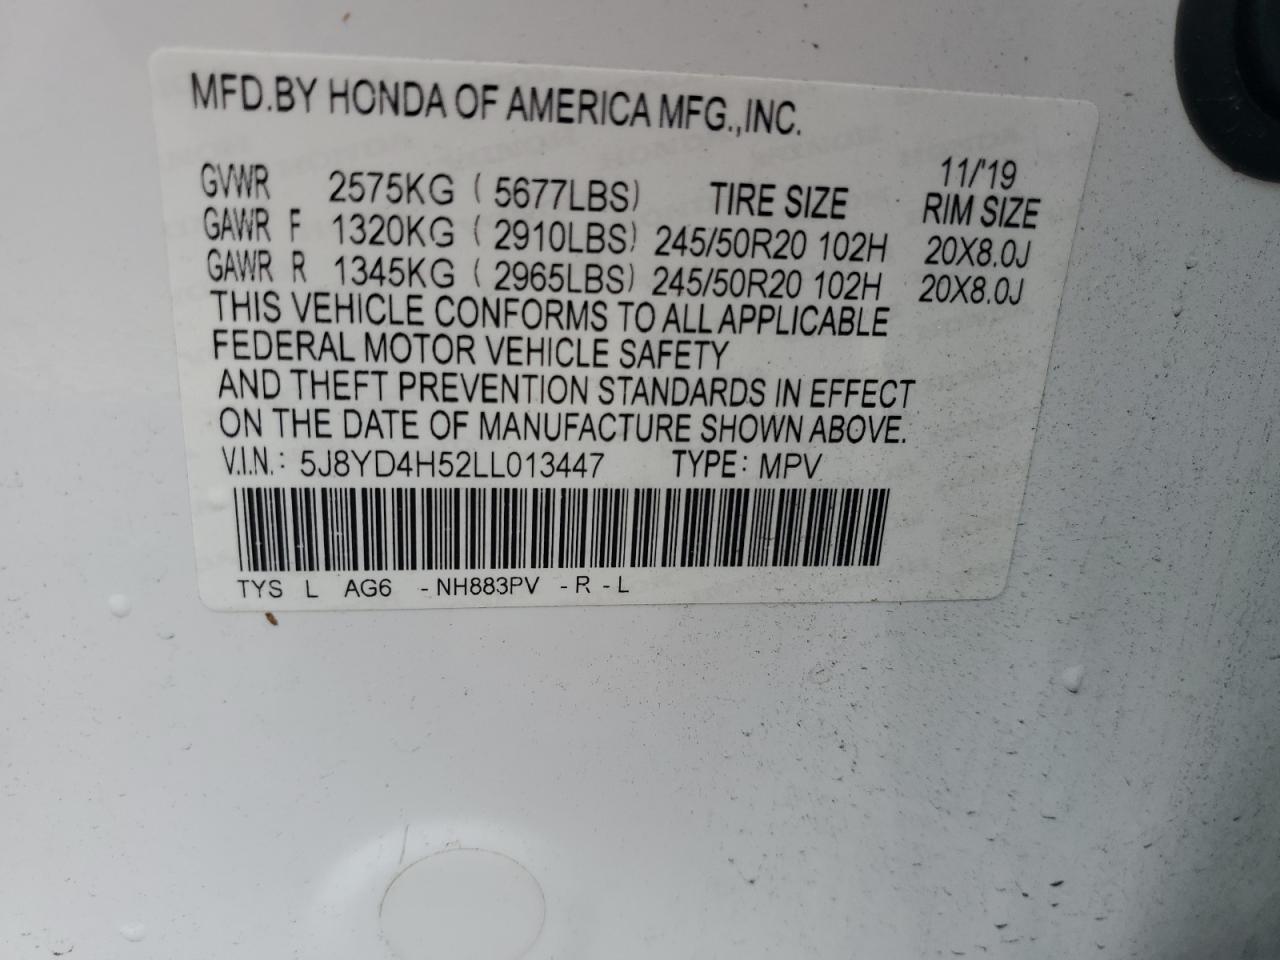 MFD.BY HONDA OF AMERICA MFG.,INC.
11/'19
GVWR 2575KG ( 5677LBS) TIRE SIZE RIM SIZE
GAWR F 1320KG ( 2910LBS) 245/50R20 102H 20X8.0J
GAWR R 1345KG ( 2965LBS) 245/50R20 102H 20X8.0J
THIS VEHICLE CONFORMS TO ALL APPLICABLE
FEDERAL MOTOR VEHICLE SAFETY
AND THEFT PREVENTION STANDARDS IN EFFECT
ON THE DATE OF MANUFACTURE SHOWN ABOVE.
V.I.N.: 5J8YD4H52LL013447 TYPE: MPV
TYS L AG6 -NH883PV -R -L